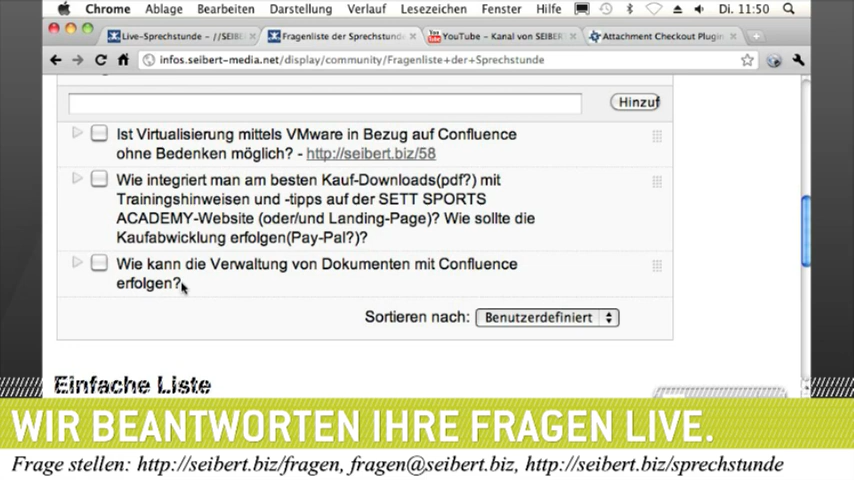 Chrome Ablage Bearbeiten Darstellung Verlauf Lesezeichen Fenster Hilfe Di. 11:50
Live-Sprechstunde – //SEIBE Fragenliste der Sprechstund YouTube - Kanal von SEIBERT Attachment Checkout Plugin
infos.seibert-media.net/display/community/Fragenliste+der+Sprechstunde
Hinzuf
Ist Virtualisierung mittels VMware in Bezug auf Confluence
ohne Bedenken möglich? - http://seibert.biz/58
Wie integriert man am besten Kauf-Downloads(pdf?) mit
Trainingshinweisen und -tipps auf der SETT SPORTS
ACADEMY-Website (oder/und Landing-Page)? Wie sollte die
Kaufabwicklung erfolgen(Pay-Pal?)?
Wie kann die Verwaltung von Dokumenten mit Confluence
erfolgen?
Sortieren nach: Benutzerdefiniert
Einfache Liste
WIR BEANTWORTEN IHRE FRAGEN LIVE.
Frage stellen: http://seibert.biz/fragen, fragen@seibert.biz, http://seibert.biz/sprechstunde